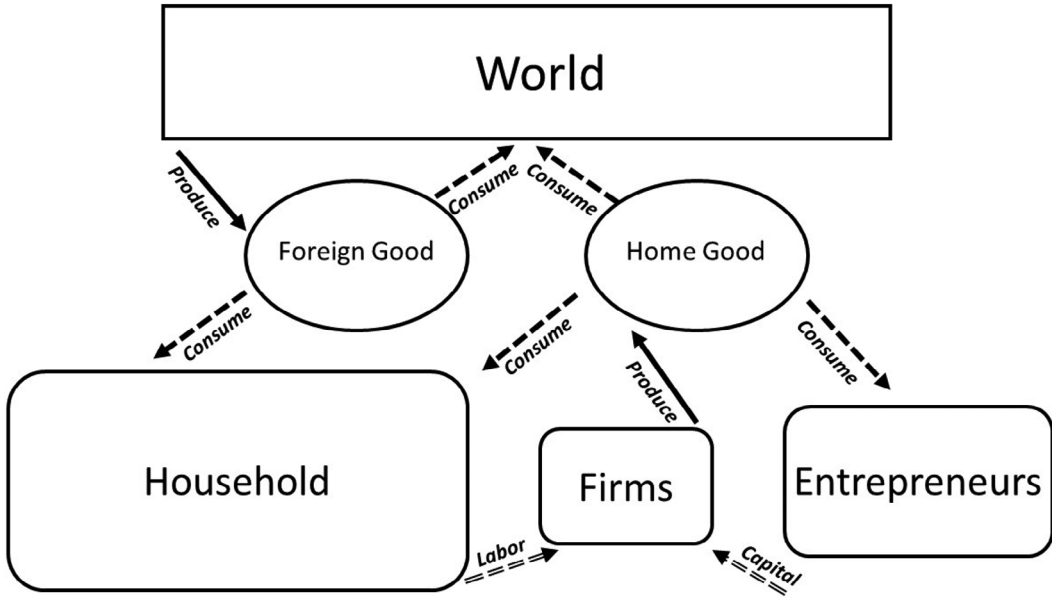 World
Produce
Consume
Consume
Foreign Good
Home Good
Consume
Consume
Consume
Produce
Household
Firms
Entrepreneurs
Labor
Capital